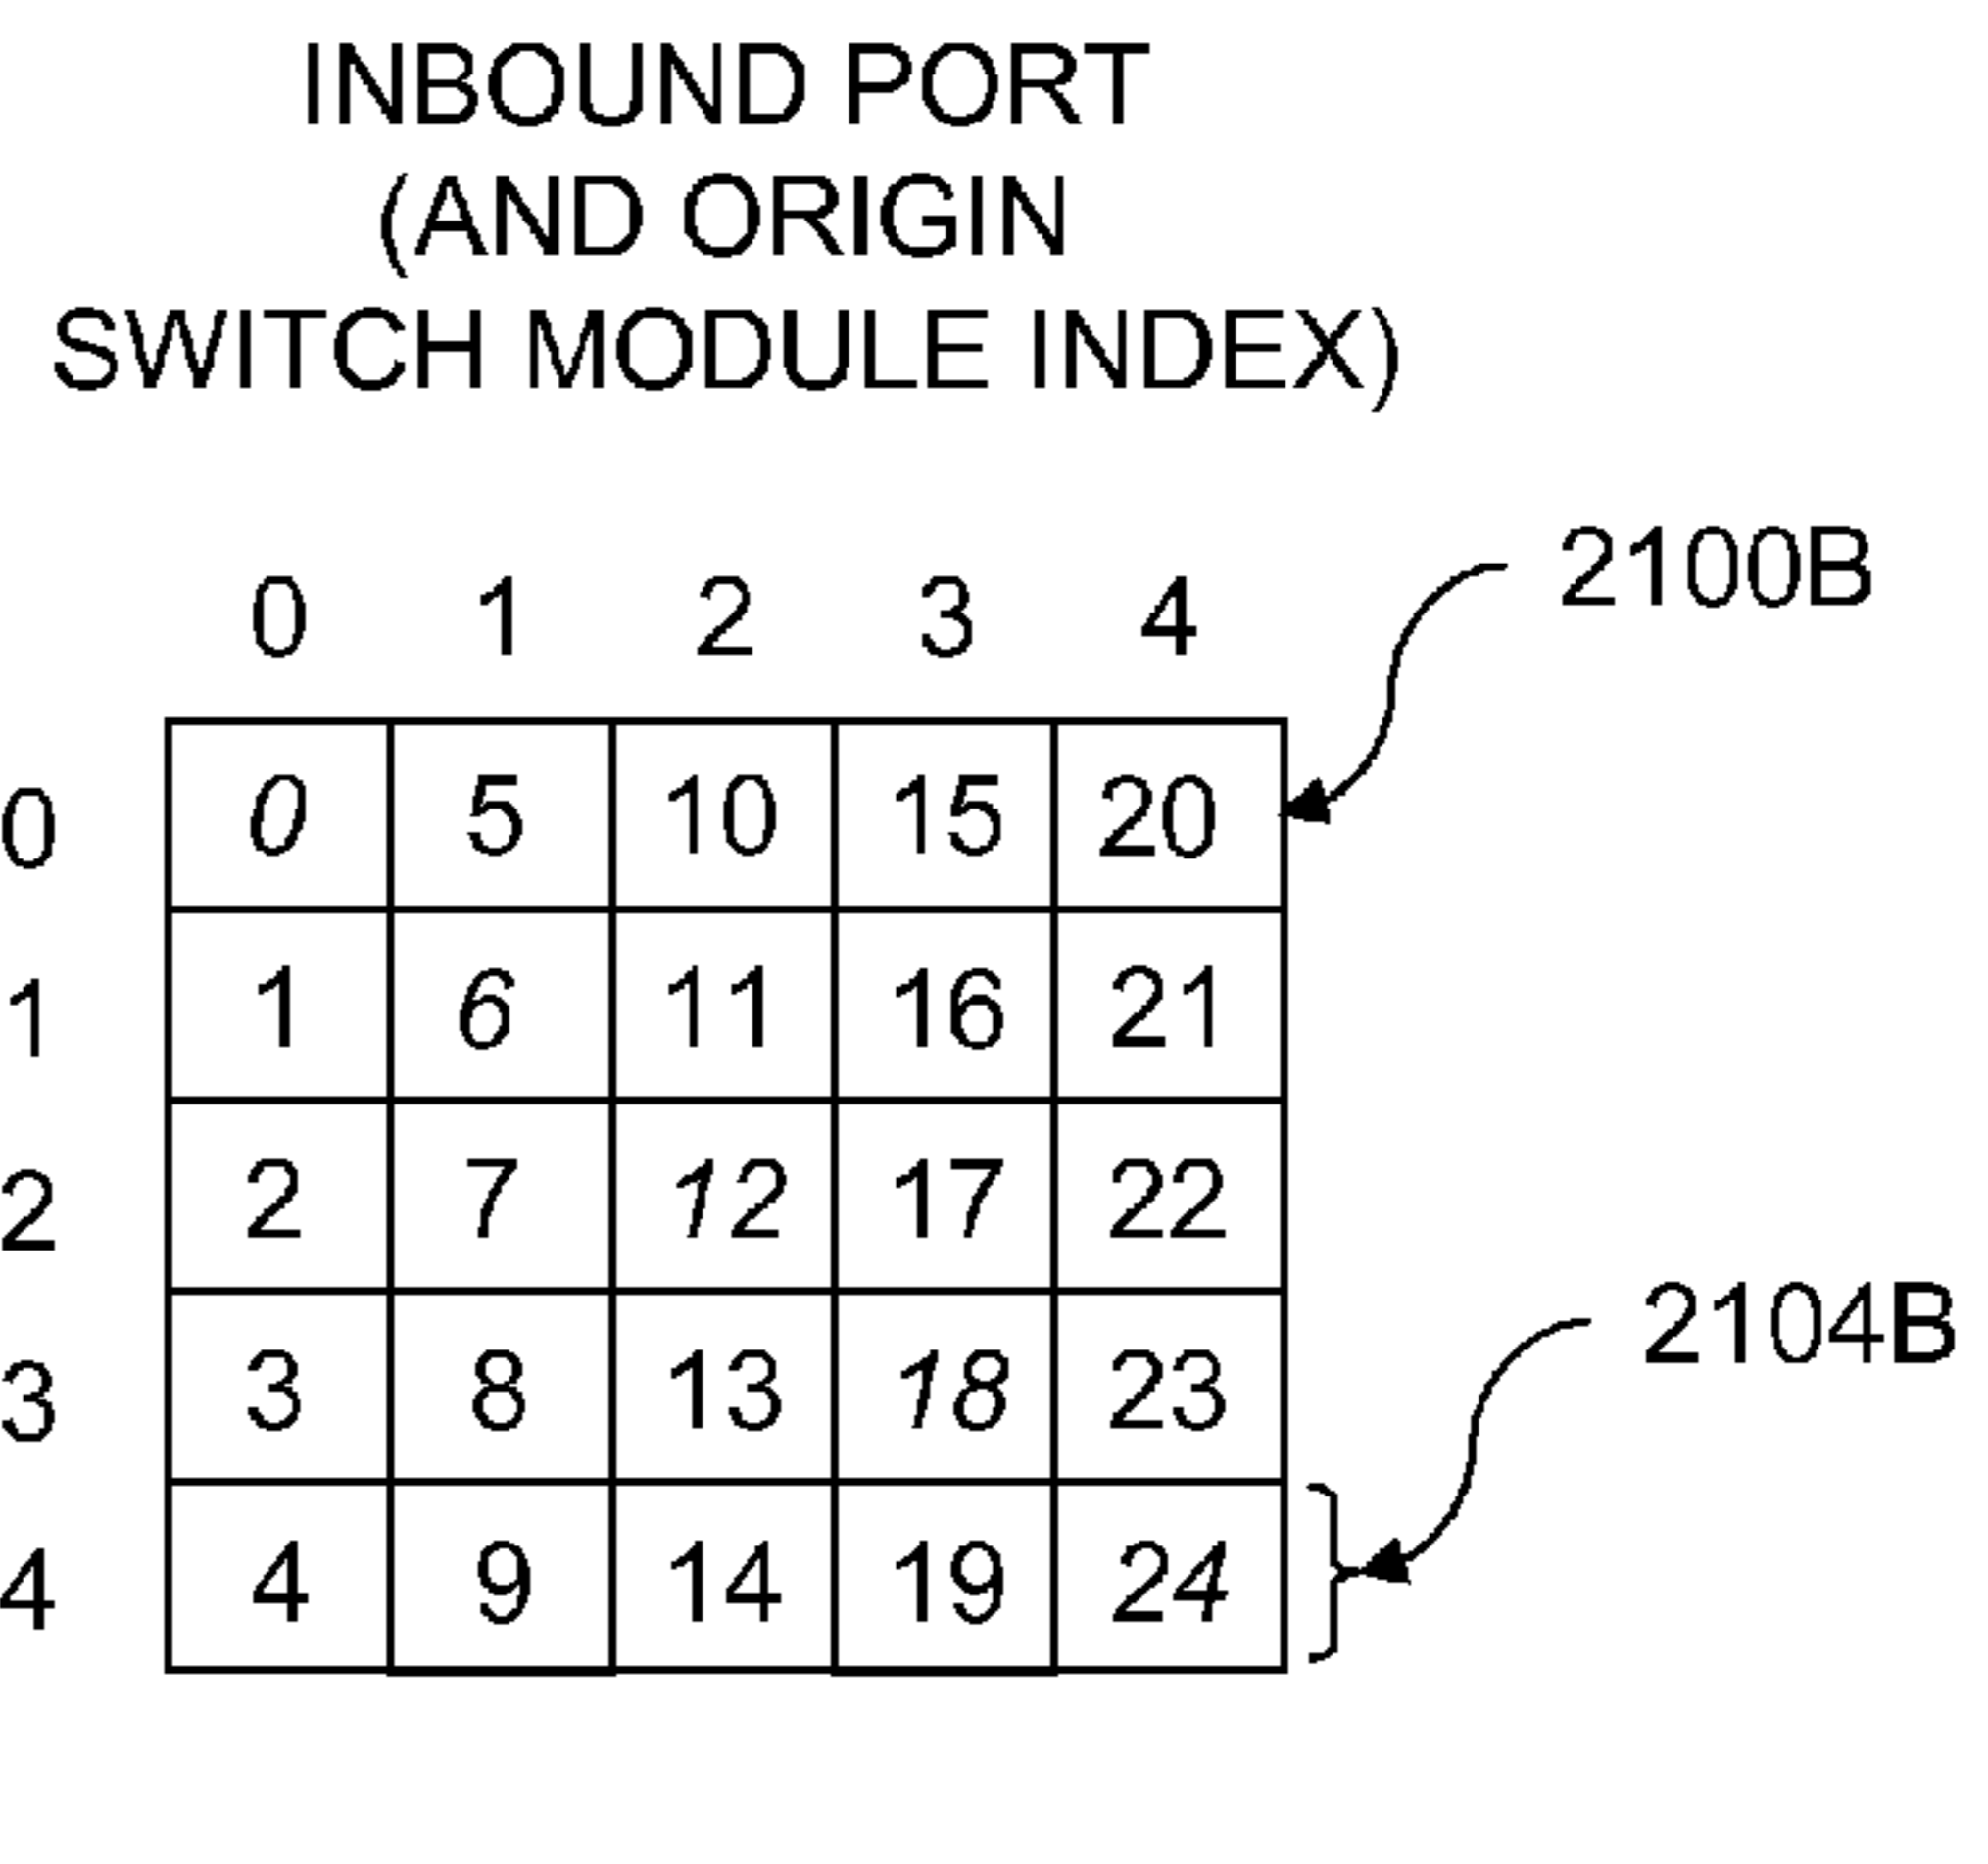 INBOUND PORT
(AND ORIGIN
SWITCH MODULE INDEX)
2100B
0 1 2 3 4
0 0 5 10 15 20
1 1 6 11 16 21
2 2 7 12 17 22
2104B
3 3 8 13 18 23
4 4 9 14 19 24